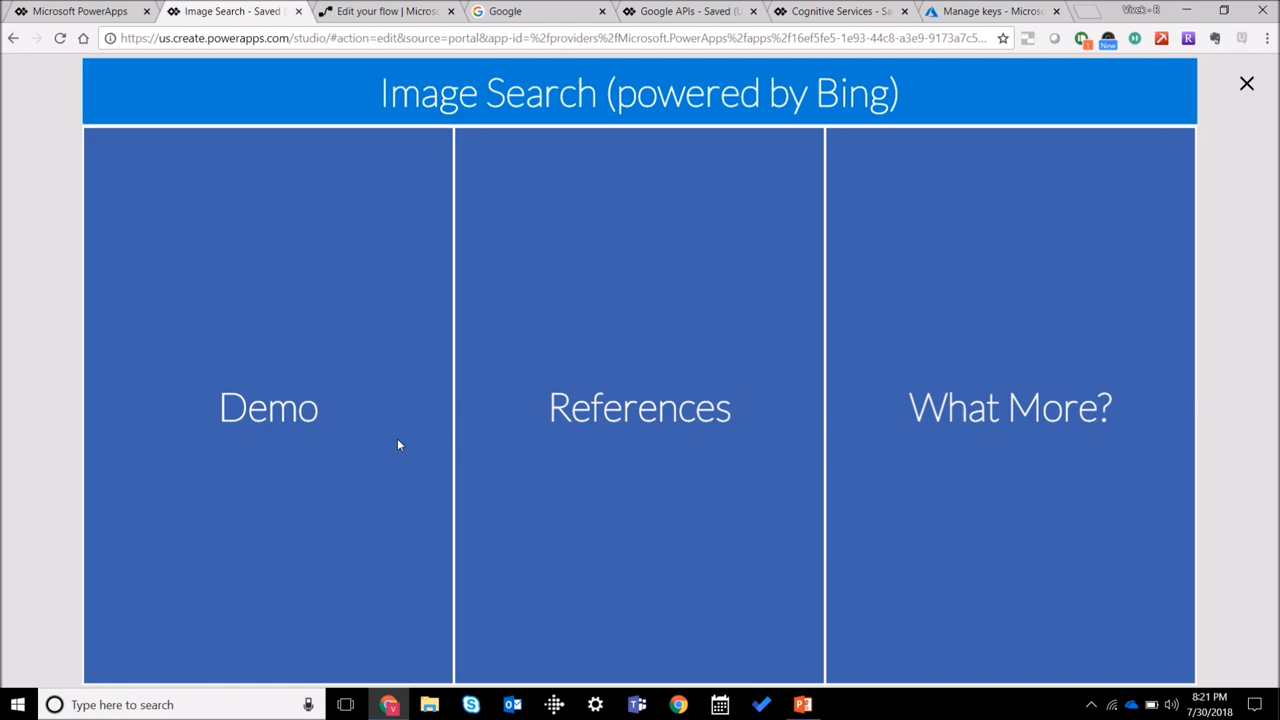 Microsoft PowerApps
Image Search - Saved (
Edit your flow | Microso
Google
Google APIs - Saved (U
Cognitive Services - Sa
Manage keys - Microso
Vivek - R
https://us.create.powerapps.com/studio/#action=edit&source=portal&app-id=%2fproviders%2fMicrosoft.PowerApps%2fapps%2f16ef5fe5-1e93-44c8-a3e9-9173a7c5...
New
Image Search (powered by Bing)
Demo
References
What More?
Type here to search
8:21 PM
7/30/2018